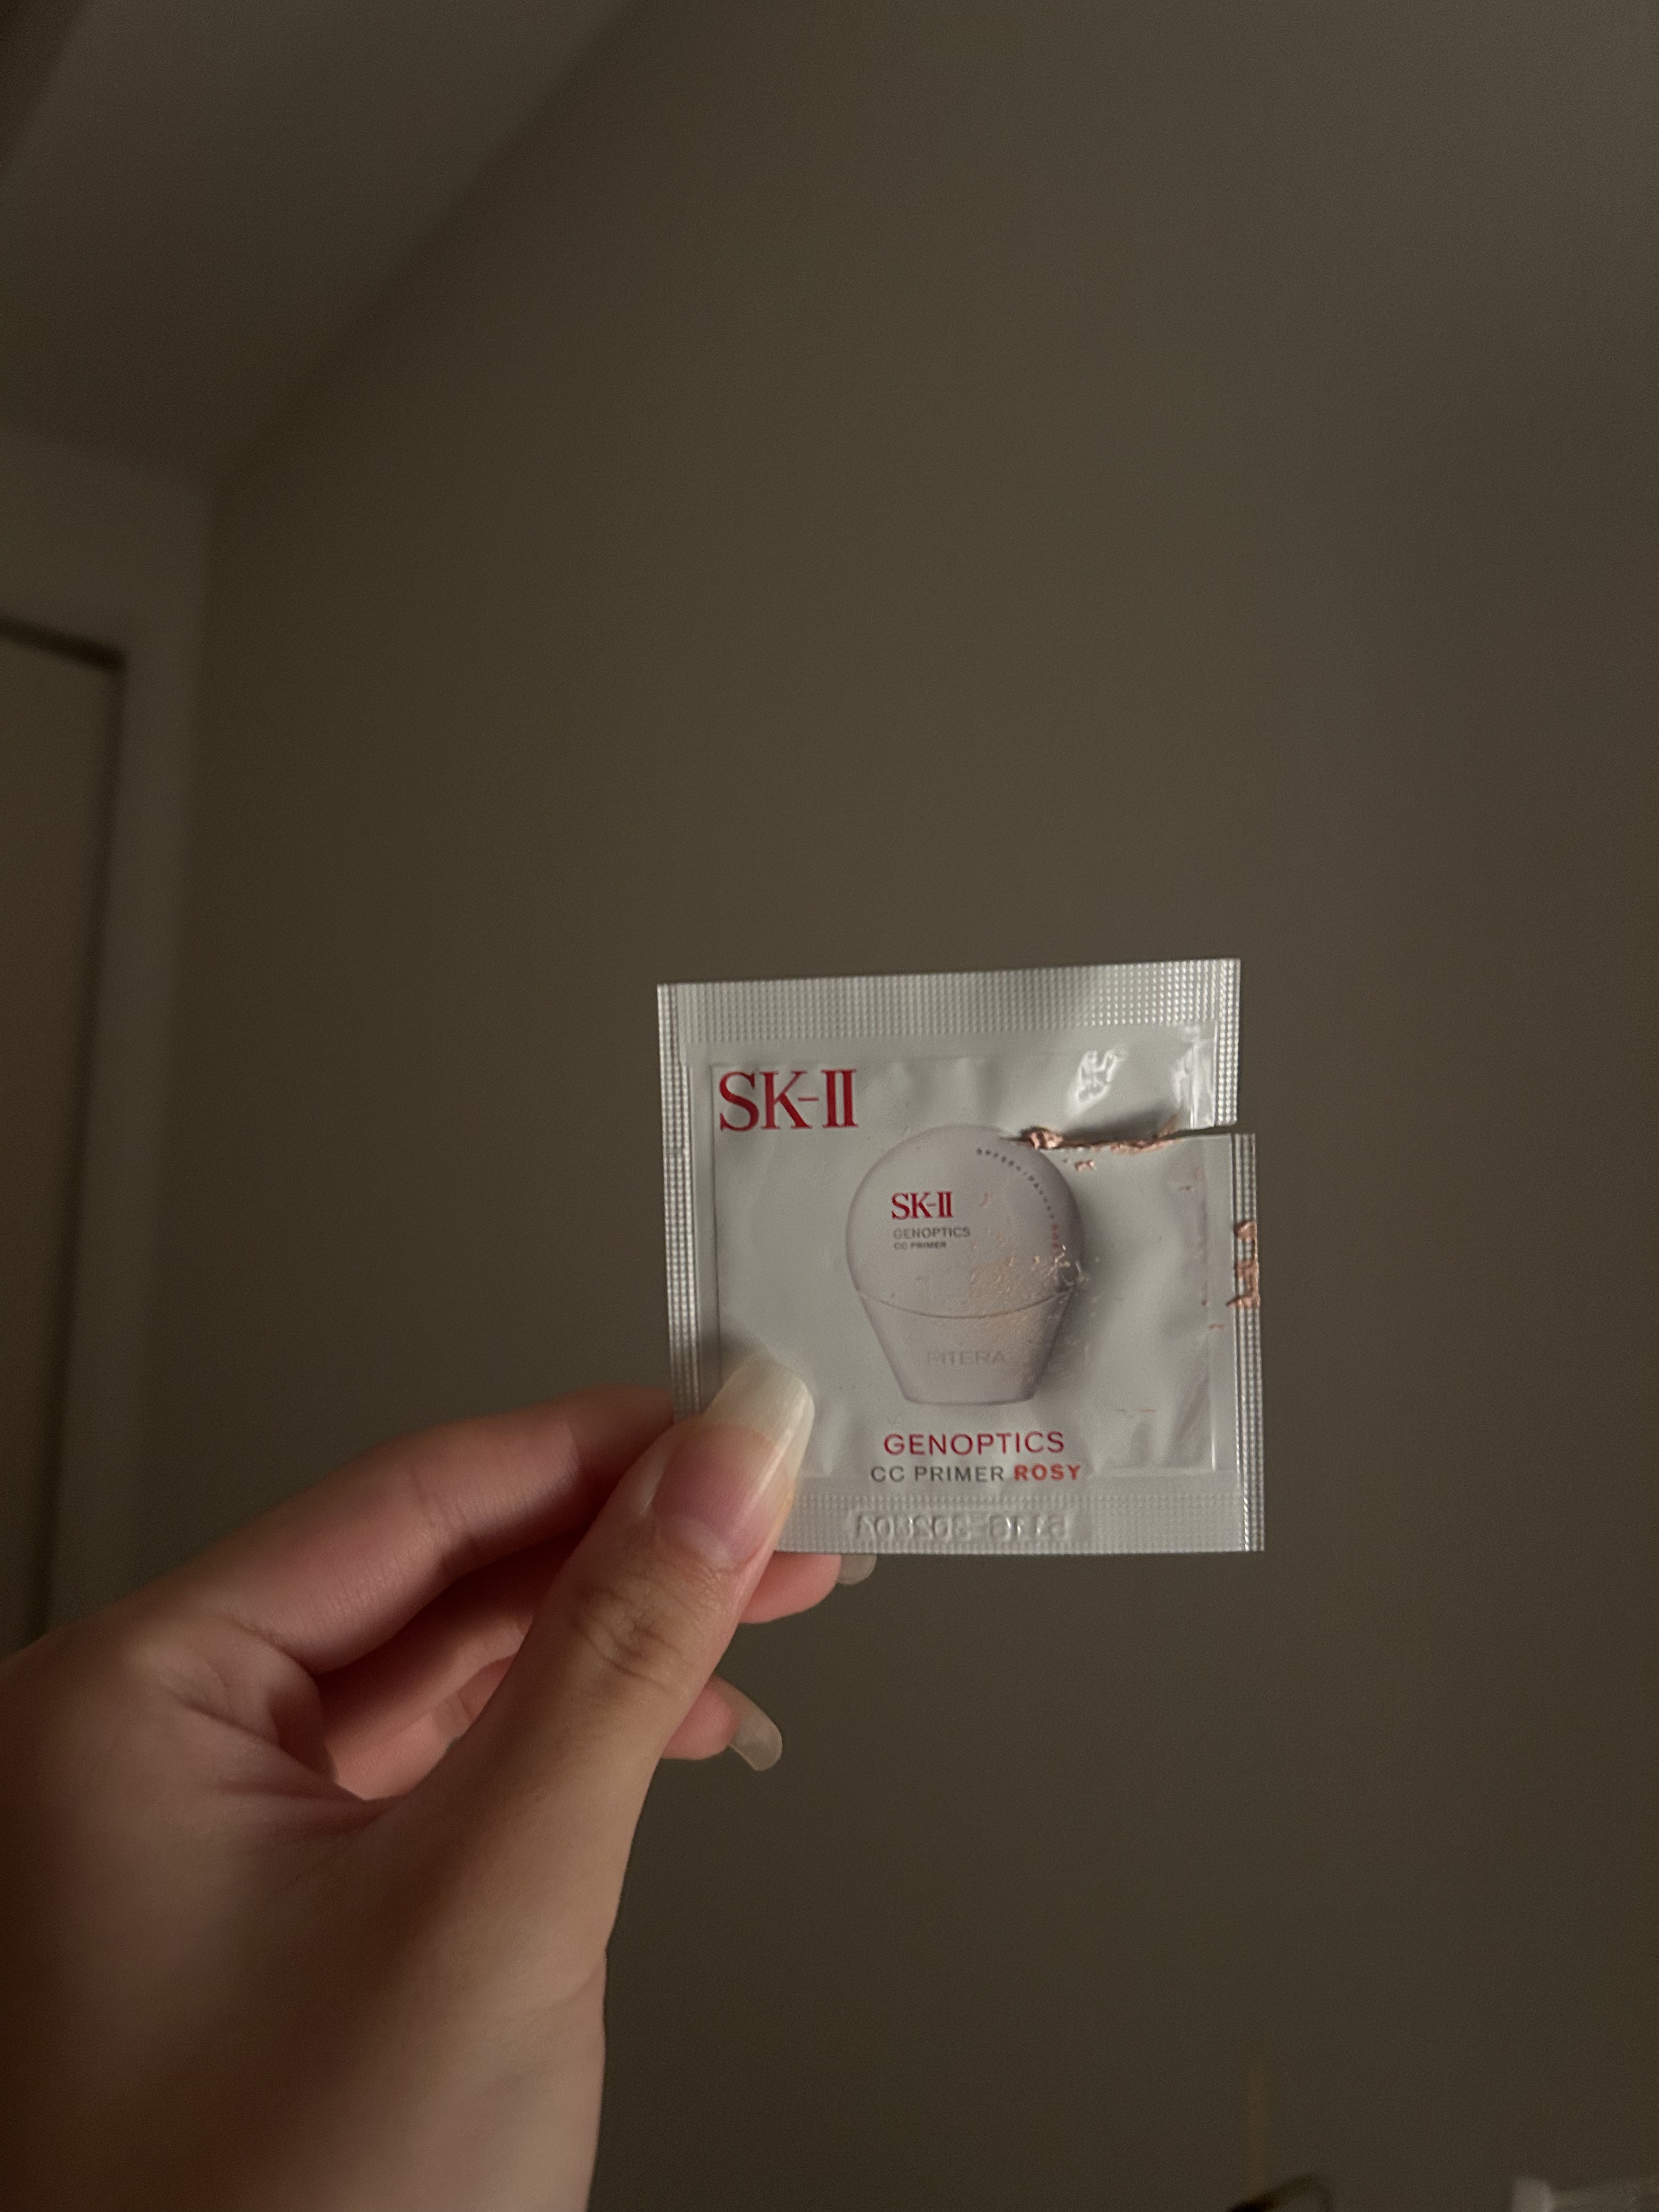 SK-II
SK-II
GENOPTICS
CC PRIMER
PITERA
GENOPTICS
CC PRIMER ROSY